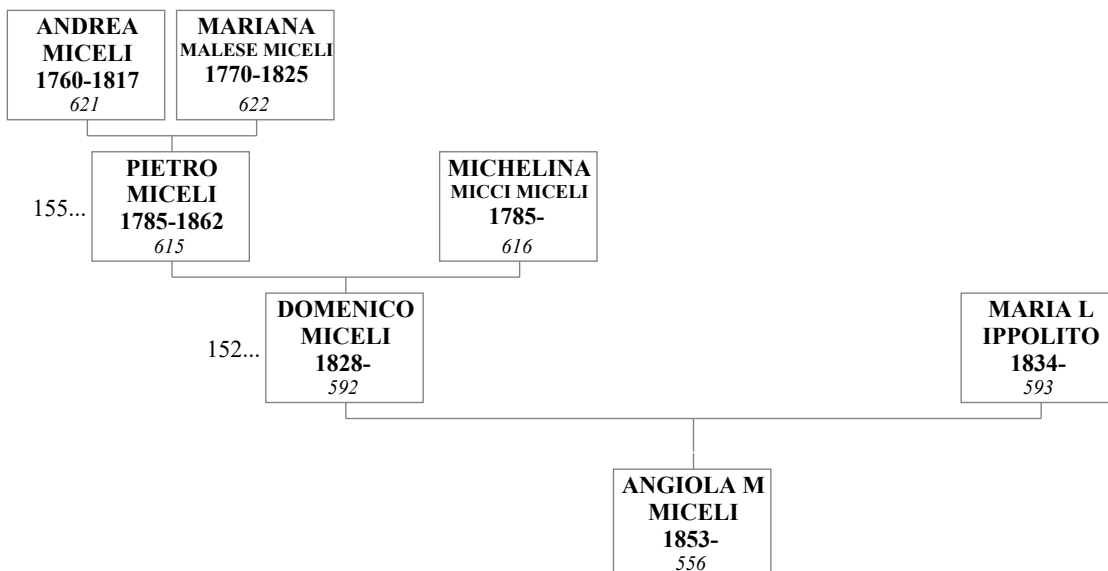 ANDREA
MICELI
1760-1817
621
MARIANA
MALESE MICELI
1770-1825
622
155...
PIETRO
MICELI
1785-1862
615
MICHELINA
MICCI MICELI
1785-
616
152...
DOMENICO
MICELI
1828-
592
MARIA L
IPPOLITO
1834-
593
ANGIOLA M
MICELI
1853-
556